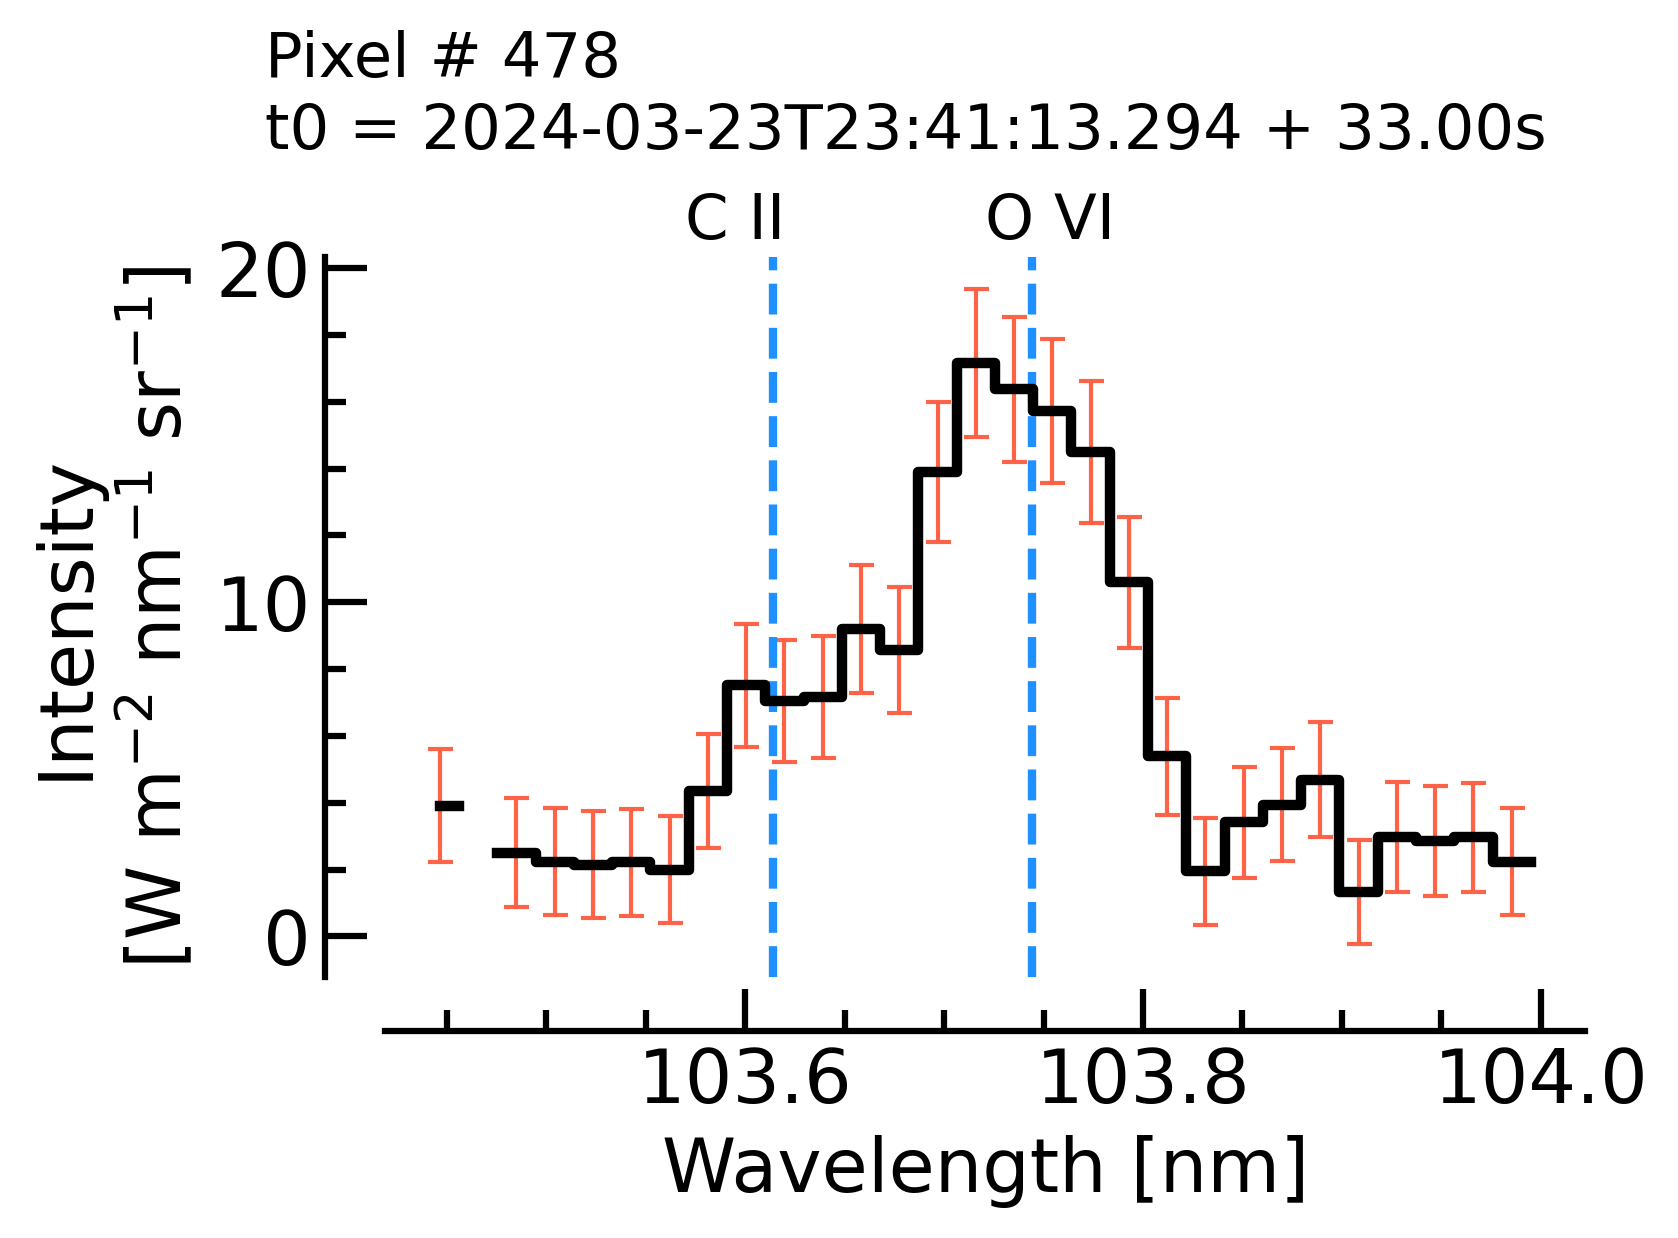 Pixel # 478
t0 = 2024-03-23T23:41:13.294 + 33.00s
C II O VI
Intensity
[W m⁻² nm⁻¹ sr⁻¹]
20
10
0
103.6 103.8 104.0
Wavelength [nm]